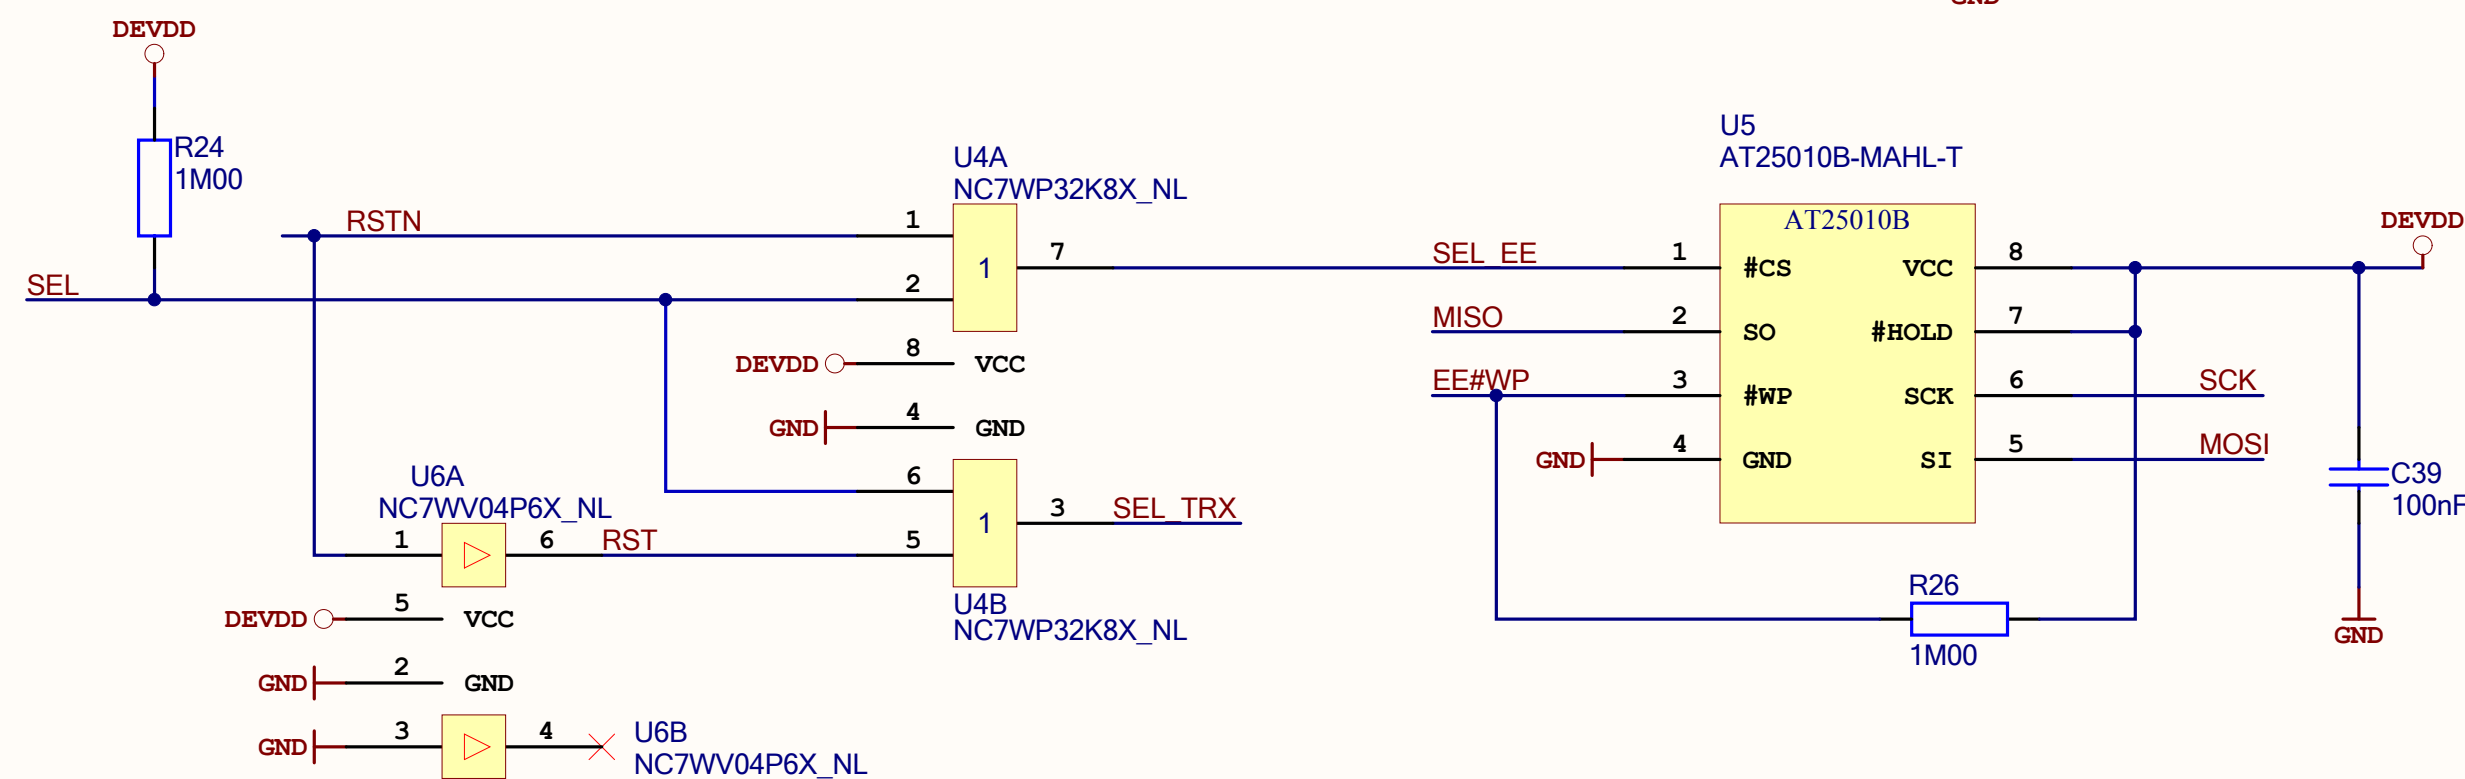 GND
DEVDD
R24
1M00
SEL
RSTN
U4A
NC7WP32K8X_NL
1
2
1
7
DEVDD
8
VCC
GND
4
GND
6
5
1
3
SEL_TRX
U4B
NC7WP32K8X_NL
U6A
NC7WV04P6X_NL
1
6
RST
DEVDD
5
VCC
GND
2
GND
GND
3
4
U6B
NC7WV04P6X_NL
U5
AT25010B-MAHL-T
AT25010B
SEL_EE
1
#CS
VCC
8
DEVDD
MISO
2
SO
#HOLD
7
EE#WP
3
#WP
SCK
6
SCK
GND
4
GND
SI
5
MOSI
C39
100nF
GND
R26
1M00